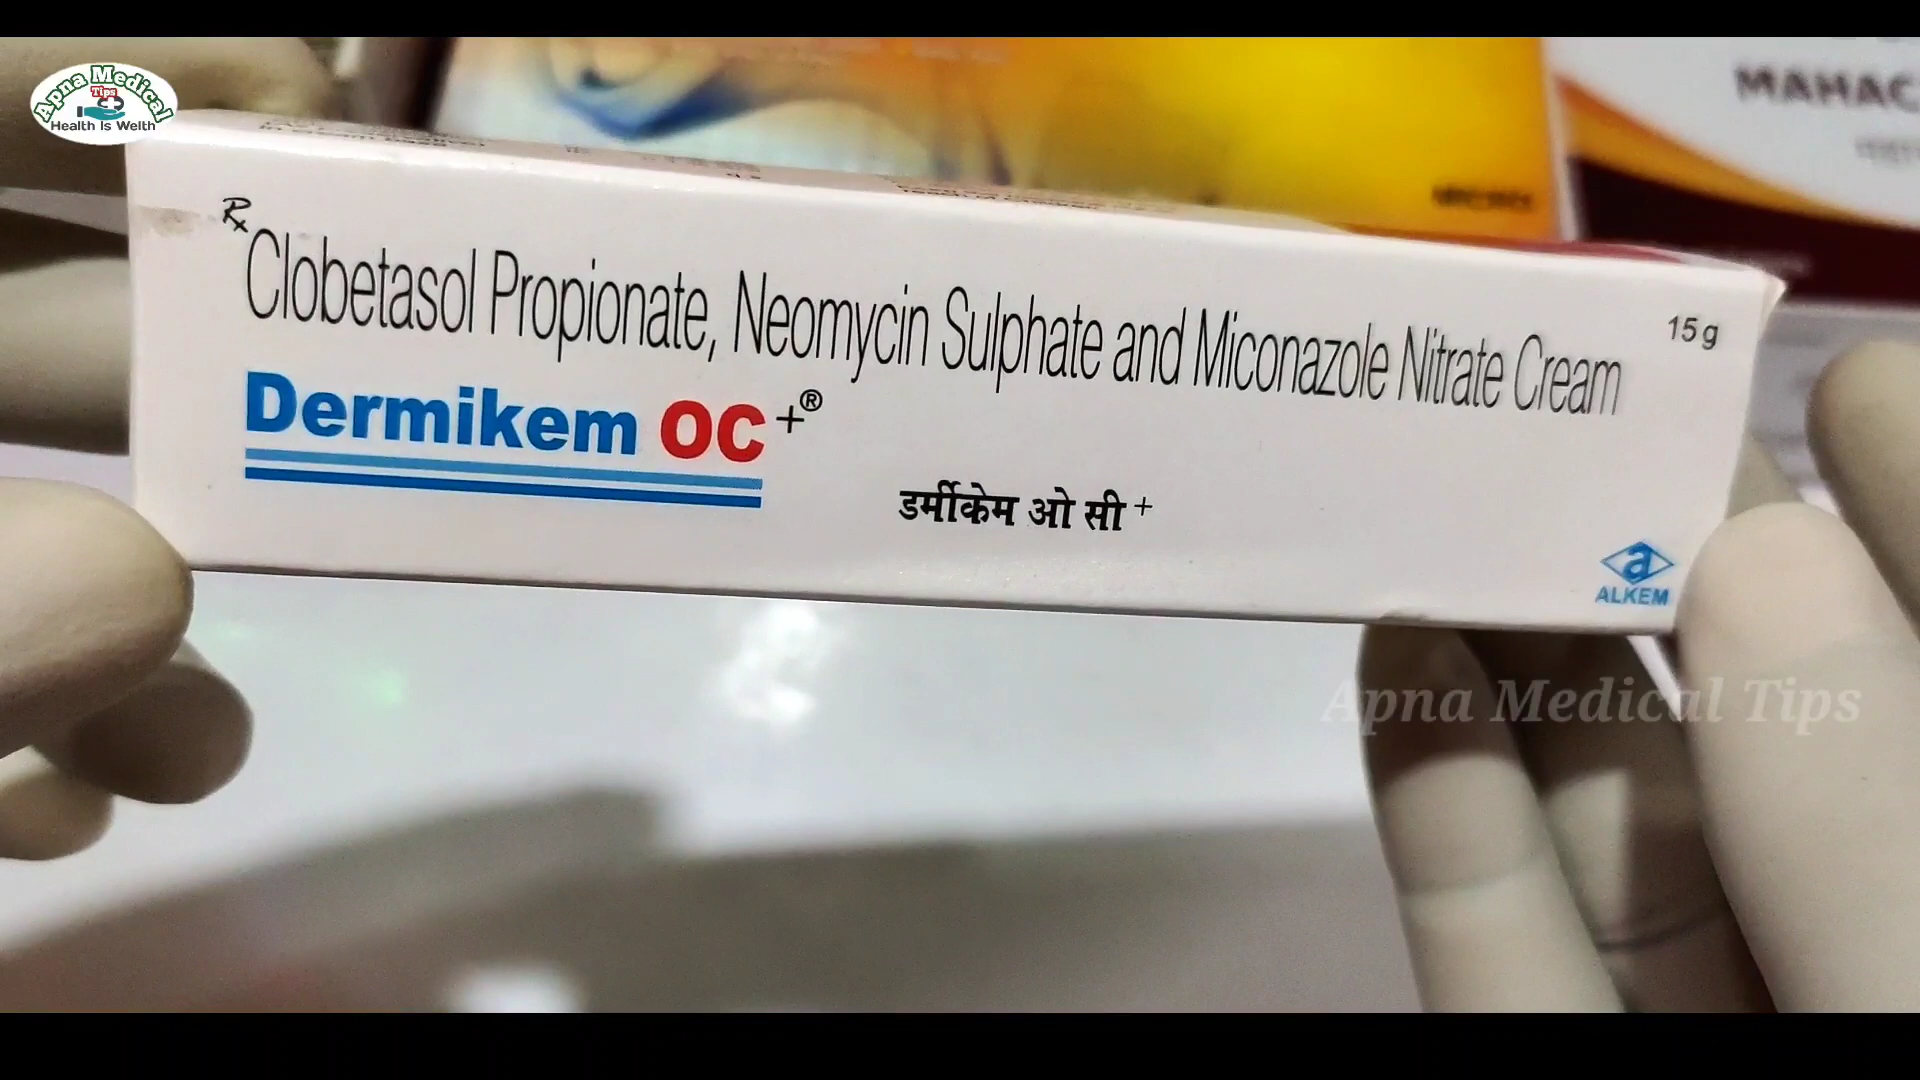 Apna Medical
Tips
Health Is Welth
MAHAC
Rx
Clobetasol Propionate, Neomycin Sulphate and Miconazole Nitrate Cream
15 g
Dermikem OC+®
डर्मीकेम ओ सी +
a
ALKEM
Apna Medical Tips